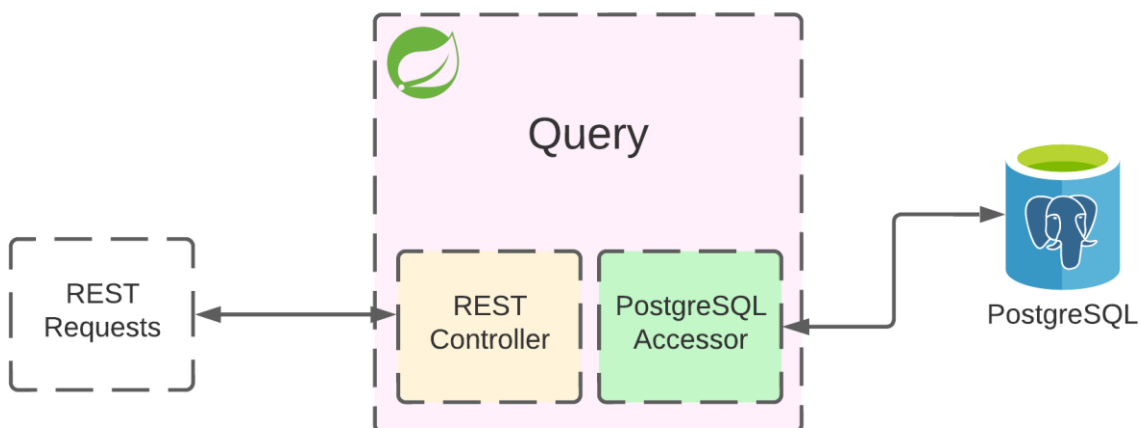 Query
REST
Requests
REST
Controller
PostgreSQL
Accessor
PostgreSQL